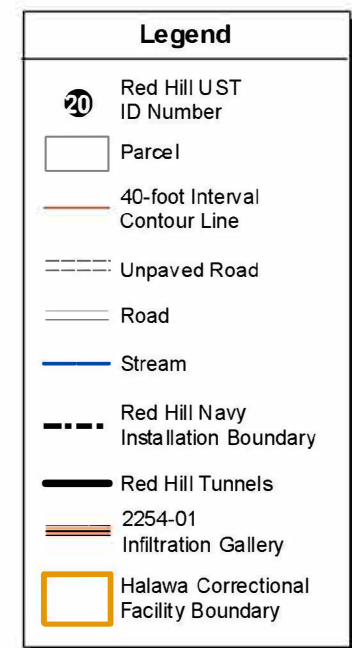 Legend
20
Red Hill UST
ID Number
Parcel
40-foot Interval
Contour Line
Unpaved Road
Road
Stream
Red Hill Navy
Installation Boundary
Red Hill Tunnels
2254-01
Infiltration Gallery
Halawa Correctional
Facility Boundary